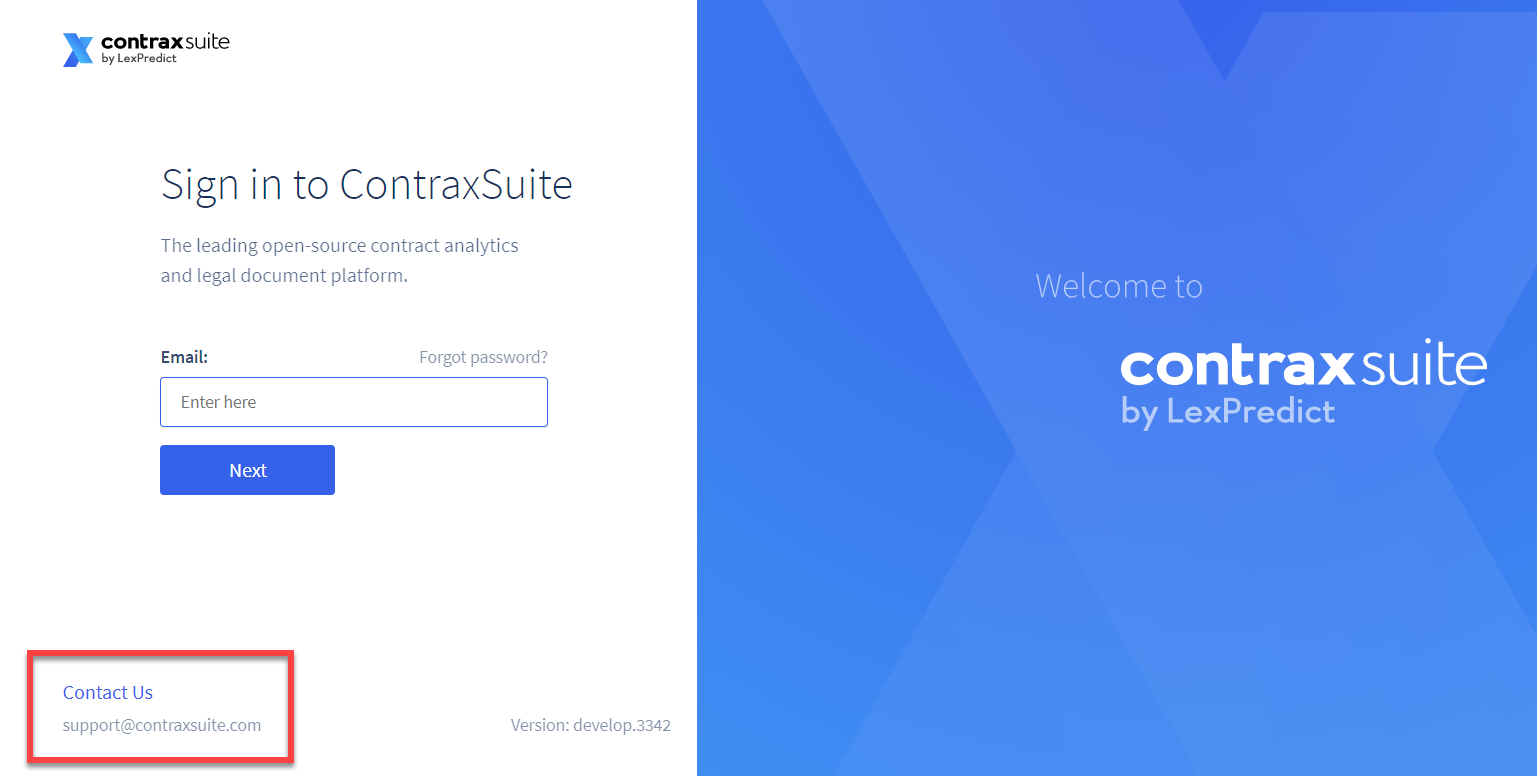 contraxsuite
by LexPredict
Sign in to ContraxSuite
The leading open-source contract analytics
and legal document platform.
Email:
Forgot password?
Enter here
Next
Contact Us
support@contraxsuite.com
Version: develop.3342
Welcome to
contraxsuite
by LexPredict